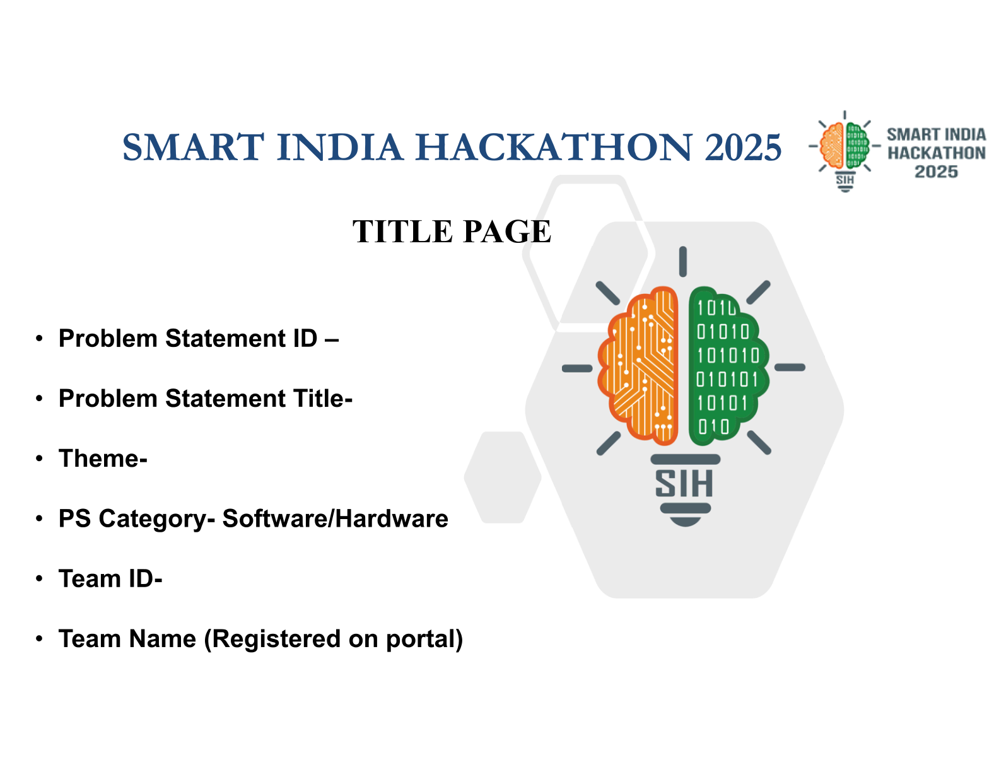 SMART INDIA HACKATHON 2025
SMART INDIA
HACKATHON
2025
SIH
TITLE PAGE
• Problem Statement ID –
• Problem Statement Title-
• Theme-
• PS Category- Software/Hardware
• Team ID-
• Team Name (Registered on portal)
1010
01010
101010
010101
10101
010
SIH